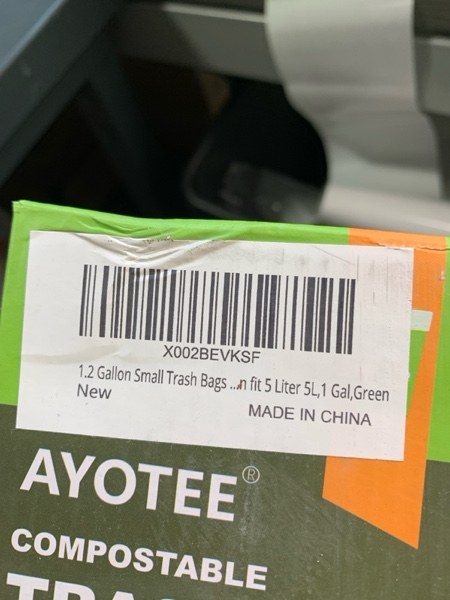 X002BEVKSF
1.2 Gallon Small Trash Bags ...n fit 5 Liter 5L,1 Gal,Green
New
MADE IN CHINA
AYOTEE®
COMPOSTABLE